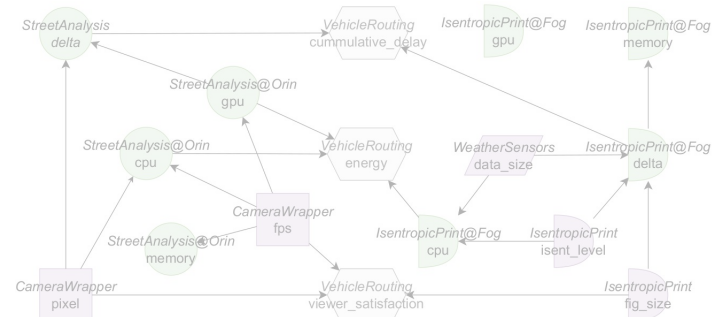 StreetAnalysis
delta
VehicleRouting
cummulative_delay
IsentropicPrint@Fog
gpu
IsentropicPrint@Fog
memory
StreetAnalysis@Orin
gpu
StreetAnalysis@Orin
cpu
VehicleRouting
energy
WeatherSensors
data_size
IsentropicPrint@Fog
delta
CameraWrapper
fps
StreetAnalysis@Orin
memory
IsentropicPrint@Fog
cpu
IsentropicPrint
isent_level
CameraWrapper
pixel
VehicleRouting
viewer_satisfaction
IsentropicPrint
fig_size